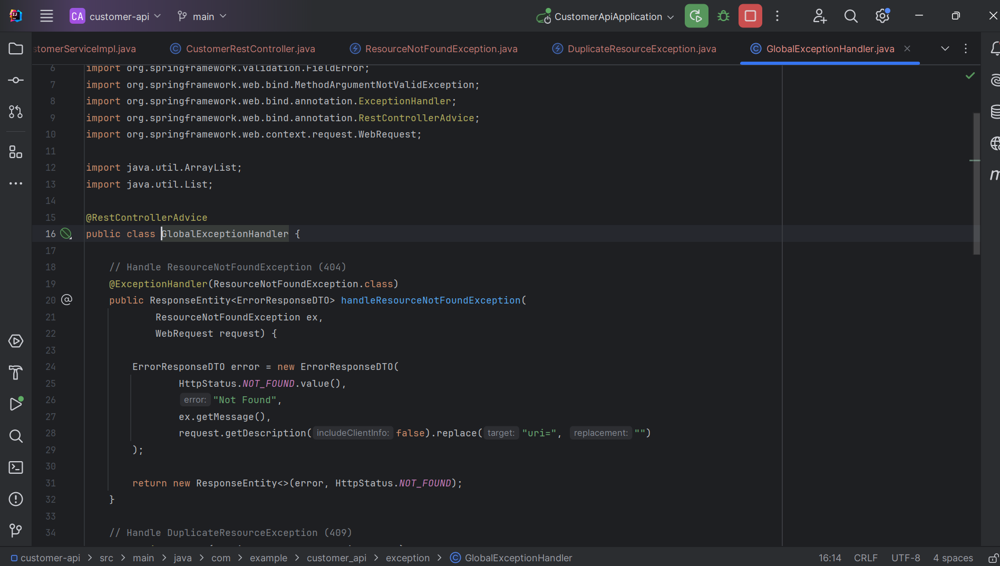 CA customer-api main CustomerApiApplication
stomerServiceImpl.java CustomerRestController.java ResourceNotFoundException.java DuplicateResourceException.java GlobalExceptionHandler.java
6 import org.springframework.validation.FieldError;
7 import org.springframework.web.bind.MethodArgumentNotValidException;
8 import org.springframework.web.bind.annotation.ExceptionHandler;
9 import org.springframework.web.bind.annotation.RestControllerAdvice;
10 import org.springframework.web.context.request.WebRequest;
11
12 import java.util.ArrayList;
13 import java.util.List;
14
15 @RestControllerAdvice
16 public class GlobalExceptionHandler {
17
18 // Handle ResourceNotFoundException (404)
19 @ExceptionHandler(ResourceNotFoundException.class)
20 public ResponseEntity<ErrorResponseDTO> handleResourceNotFoundException(
21 ResourceNotFoundException ex,
22 WebRequest request) {
23
24 ErrorResponseDTO error = new ErrorResponseDTO(
25 HttpStatus.NOT_FOUND.value(),
26 error: "Not Found",
27 ex.getMessage(),
28 request.getDescription( includeClientInfo: false).replace( target: "uri=", replacement: "")
29 );
30
31 return new ResponseEntity<>(error, HttpStatus.NOT_FOUND);
32 }
33
34 // Handle DuplicateResourceException (409)
customer-api > src > main > java > com > example > customer_api > exception > GlobalExceptionHandler 16:14 CRLF UTF-8 4 spaces